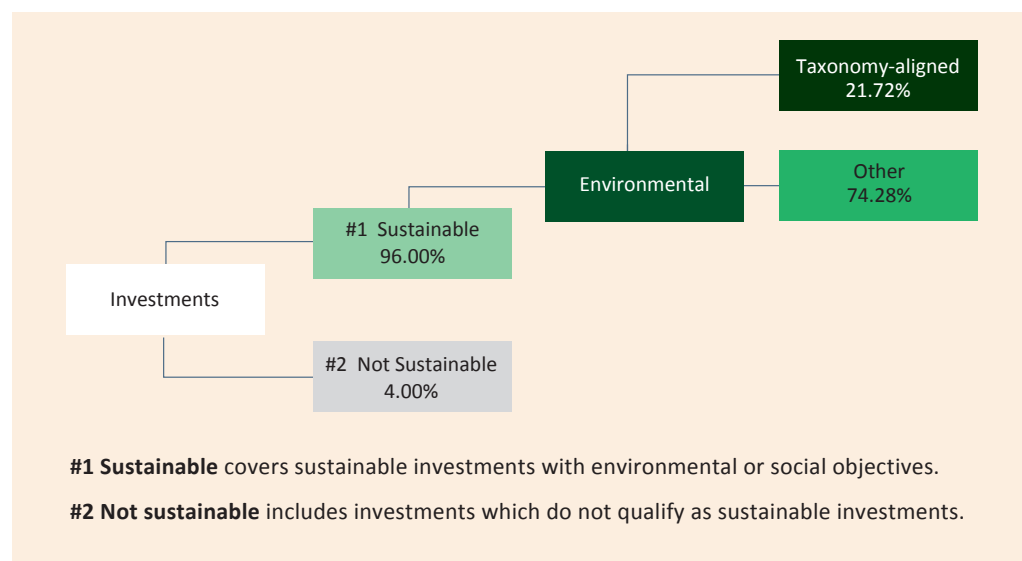 Taxonomy-aligned
21.72%
Environmental
Other
74.28%
#1 Sustainable
96.00%
Investments
#2 Not Sustainable
4.00%
#1 Sustainable covers sustainable investments with environmental or social objectives.
#2 Not sustainable includes investments which do not qualify as sustainable investments.